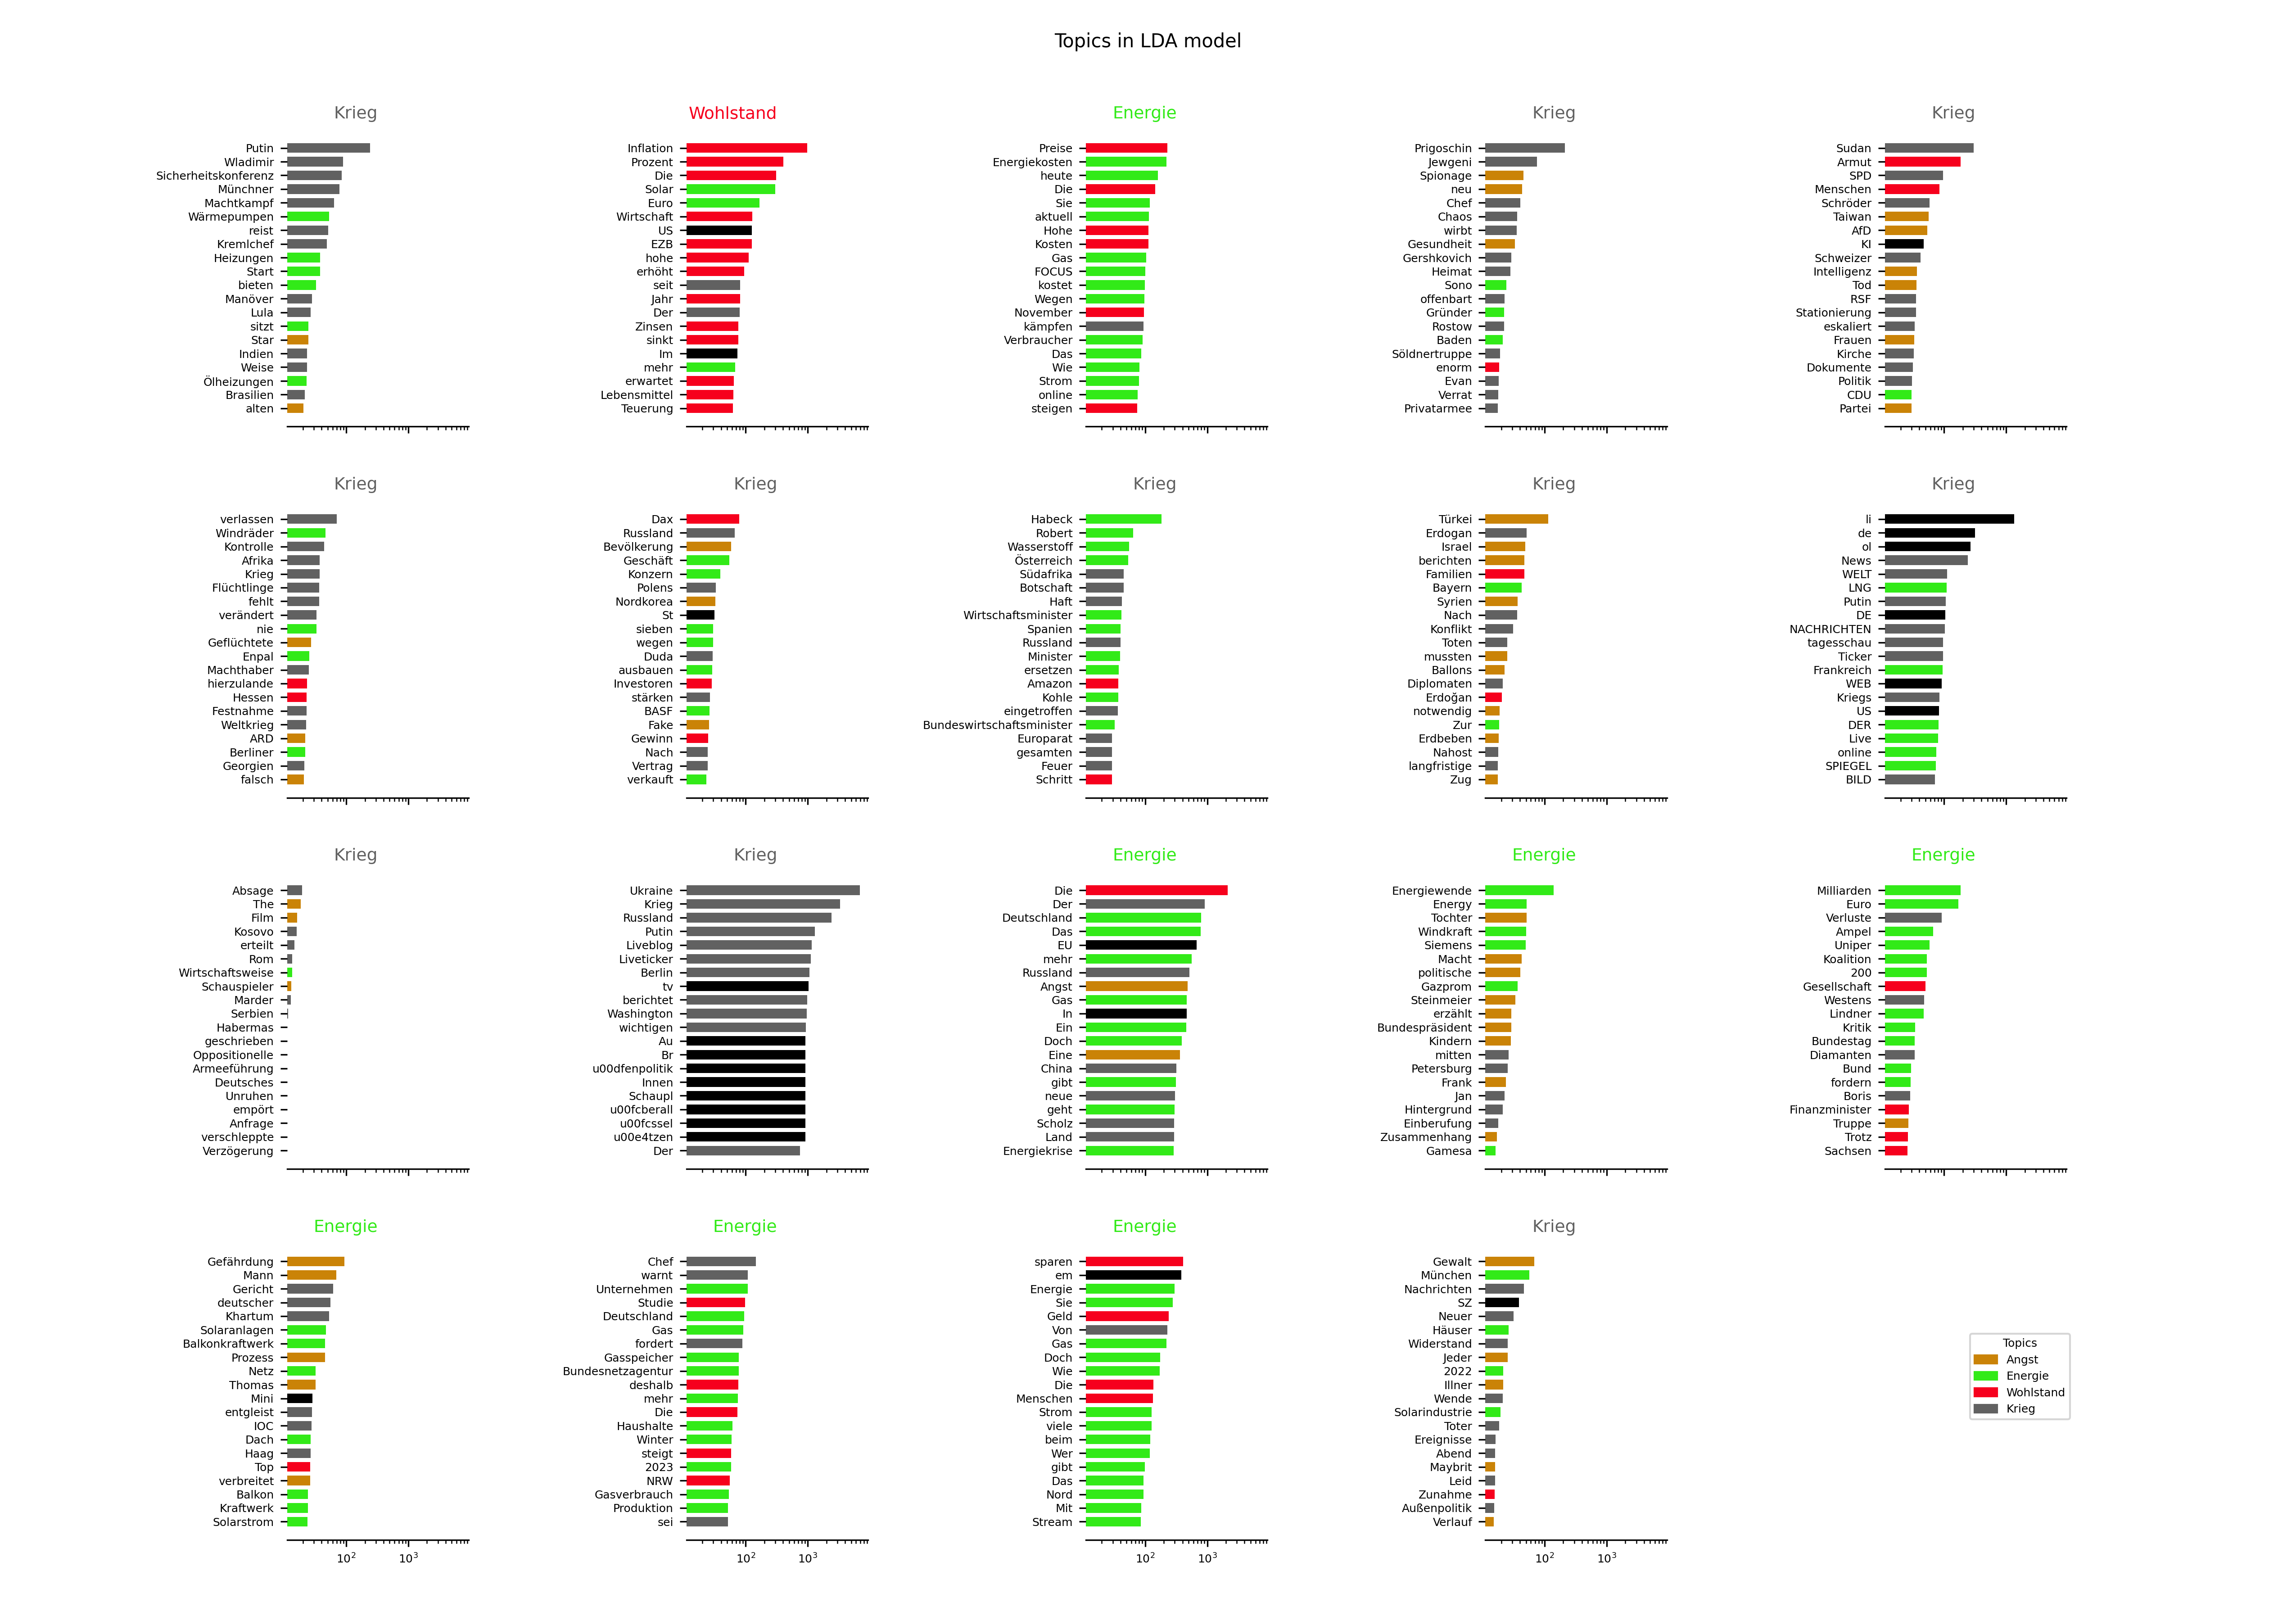 Topics in LDA model
Krieg
Putin
Wladimir
Sicherheitskonferenz
Münchner
Machtkampf
Wärmepumpen
reist
Kremlchef
Heizungen
Start
bieten
Manöver
Lula
sitzt
Star
Indien
Weise
Ölheizungen
Brasilien
alten
Wohlstand
Inflation
Prozent
Die
Solar
Euro
Wirtschaft
US
EZB
hohe
erhöht
seit
Jahr
Der
Zinsen
sinkt
Im
mehr
erwartet
Lebensmittel
Teuerung
Energie
Preise
Energiekosten
heute
Die
Sie
aktuell
Hohe
Kosten
Gas
FOCUS
kostet
Wegen
November
kämpfen
Verbraucher
Das
Wie
Strom
online
steigen
Krieg
Prigoschin
Jewgeni
Spionage
neu
Chef
Chaos
wirbt
Gesundheit
Gershkovich
Heimat
Sono
offenbart
Gründer
Rostow
Baden
Söldnertruppe
enorm
Evan
Verrat
Privatarmee
Krieg
Sudan
Armut
SPD
Menschen
Schröder
Taiwan
AfD
KI
Schweizer
Intelligenz
Tod
RSF
Stationierung
eskaliert
Frauen
Kirche
Dokumente
Politik
CDU
Partei
Krieg
verlassen
Windräder
Kontrolle
Afrika
Krieg
Flüchtlinge
fehlt
verändert
nie
Geflüchtete
Enpal
Machthaber
hierzulande
Hessen
Festnahme
Weltkrieg
ARD
Berliner
Georgien
falsch
Krieg
Dax
Russland
Bevölkerung
Geschäft
Konzern
Polens
Nordkorea
St
sieben
wegen
Duda
ausbauen
Investoren
stärken
BASF
Fake
Gewinn
Nach
Vertrag
verkauft
Krieg
Habeck
Robert
Wasserstoff
Österreich
Südafrika
Botschaft
Haft
Wirtschaftsminister
Spanien
Russland
Minister
ersetzen
Amazon
Kohle
eingetroffen
Bundeswirtschaftsminister
Europarat
gesamten
Feuer
Schritt
Krieg
Türkei
Erdogan
Israel
berichten
Familien
Bayern
Syrien
Nach
Konflikt
Toten
mussten
Ballons
Diplomaten
Erdoğan
notwendig
Zur
Erdbeben
Nahost
langfristige
Zug
Krieg
li
de
ol
News
WELT
LNG
Putin
DE
NACHRICHTEN
tagesschau
Ticker
Frankreich
WEB
Kriegs
US
DER
Live
online
SPIEGEL
BILD
Krieg
Absage
The
Film
Kosovo
erteilt
Rom
Wirtschaftsweise
Schauspieler
Marder
Serbien
Habermas
geschrieben
Oppositionelle
Armeeführung
Deutsches
Unruhen
empört
Anfrage
verschleppte
Verzögerung
Krieg
Ukraine
Krieg
Russland
Putin
Liveblog
Liveticker
Berlin
tv
berichtet
Washington
wichtigen
Au
Br
u00dfenpolitik
Innen
Schaupl
u00fcberall
u00fcssel
u00e4tzen
Der
Energie
Die
Der
Deutschland
Das
EU
mehr
Russland
Angst
Gas
In
Ein
Doch
Eine
China
gibt
neue
geht
Scholz
Land
Energiekrise
Energie
Energiewende
Energy
Tochter
Windkraft
Siemens
Macht
politische
Gazprom
Steinmeier
erzählt
Bundespräsident
Kindern
mitten
Petersburg
Frank
Jan
Hintergrund
Einberufung
Zusammenhang
Gamesa
Energie
Milliarden
Euro
Verluste
Ampel
Uniper
Koalition
200
Gesellschaft
Westens
Lindner
Kritik
Bundestag
Diamanten
Bund
fordern
Boris
Finanzminister
Truppe
Trotz
Sachsen
Energie
Gefährdung
Mann
Gericht
deutscher
Khartum
Solaranlagen
Balkonkraftwerk
Prozess
Netz
Thomas
Mini
entgleist
IOC
Dach
Haag
Top
verbreitet
Balkon
Kraftwerk
Solarstrom
10² 10³
Energie
Chef
warnt
Unternehmen
Studie
Deutschland
Gas
fordert
Gasspeicher
Bundesnetzagentur
deshalb
mehr
Die
Haushalte
Winter
steigt
2023
NRW
Gasverbrauch
Produktion
sei
10² 10³
Energie
sparen
em
Energie
Sie
Geld
Von
Gas
Doch
Wie
Die
Menschen
Strom
viele
beim
Wer
gibt
Das
Nord
Mit
Stream
10² 10³
Krieg
Gewalt
München
Nachrichten
SZ
Neuer
Häuser
Widerstand
Jeder
2022
Illner
Wende
Solarindustrie
Toter
Ereignisse
Abend
Maybrit
Leid
Zunahme
Außenpolitik
Verlauf
10² 10³
Topics
Angst
Energie
Wohlstand
Krieg